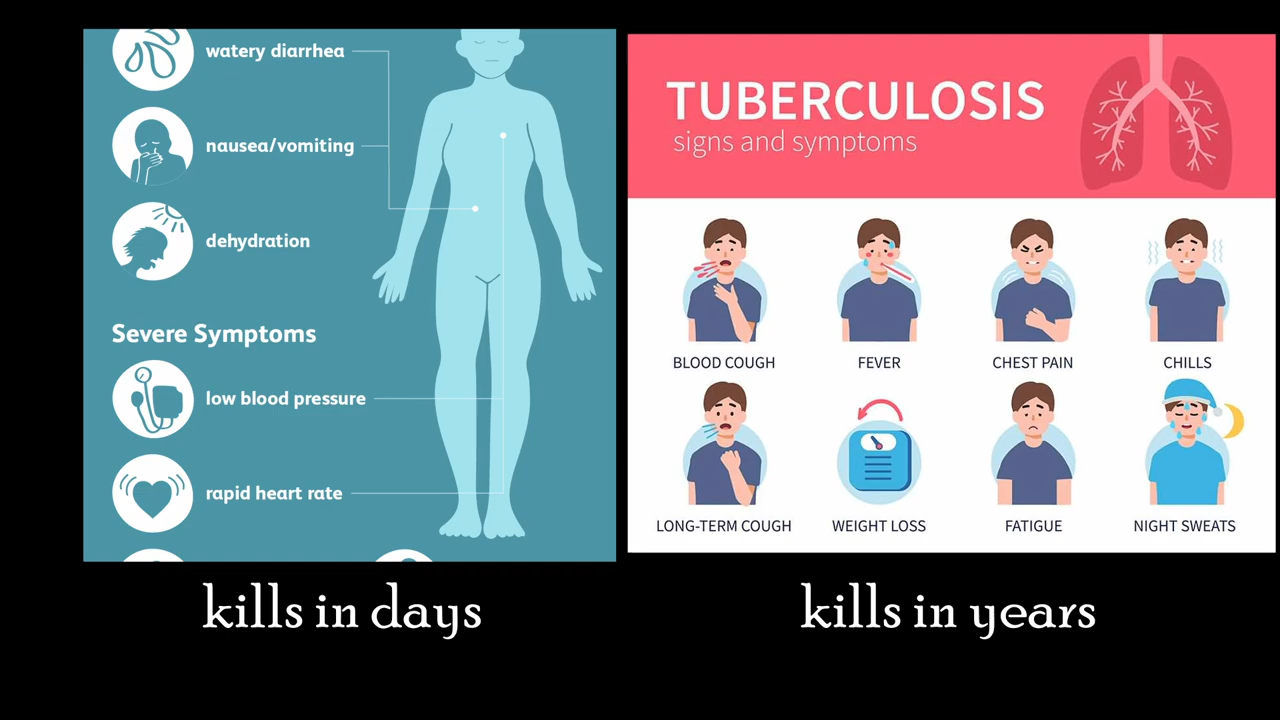 watery diarrhea
nausea/vomiting
dehydration
Severe Symptoms
low blood pressure
rapid heart rate
kills in days
TUBERCULOSIS
signs and symptoms
BLOOD COUGH
FEVER
CHEST PAIN
CHILLS
LONG-TERM COUGH
WEIGHT LOSS
FATIGUE
NIGHT SWEATS
kills in years